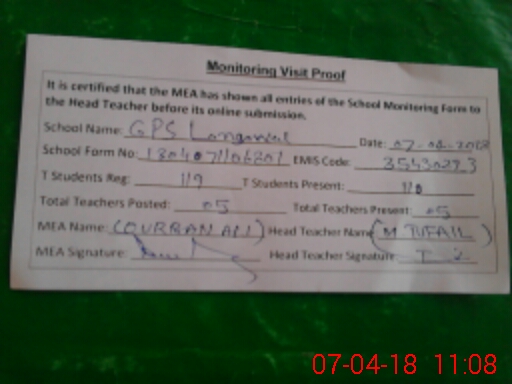 Monitoring Visit Proof
It is certified that the MEA has shown all entries of the School Monitoring Form to
the Head Teacher before its online submission.
School Name: GPS Date: 07-04-2018
School Form No: EMIS Code: 35430293
T Students Reg: 119 T Students Present: 110
Total Teachers Posted: 05 Total Teachers Present: 05
MEA Name: (DURRAN ALI) Head Teacher Name (M TUFAIL)
MEA Signature: Head Teacher Signature
07-04-18 11:08